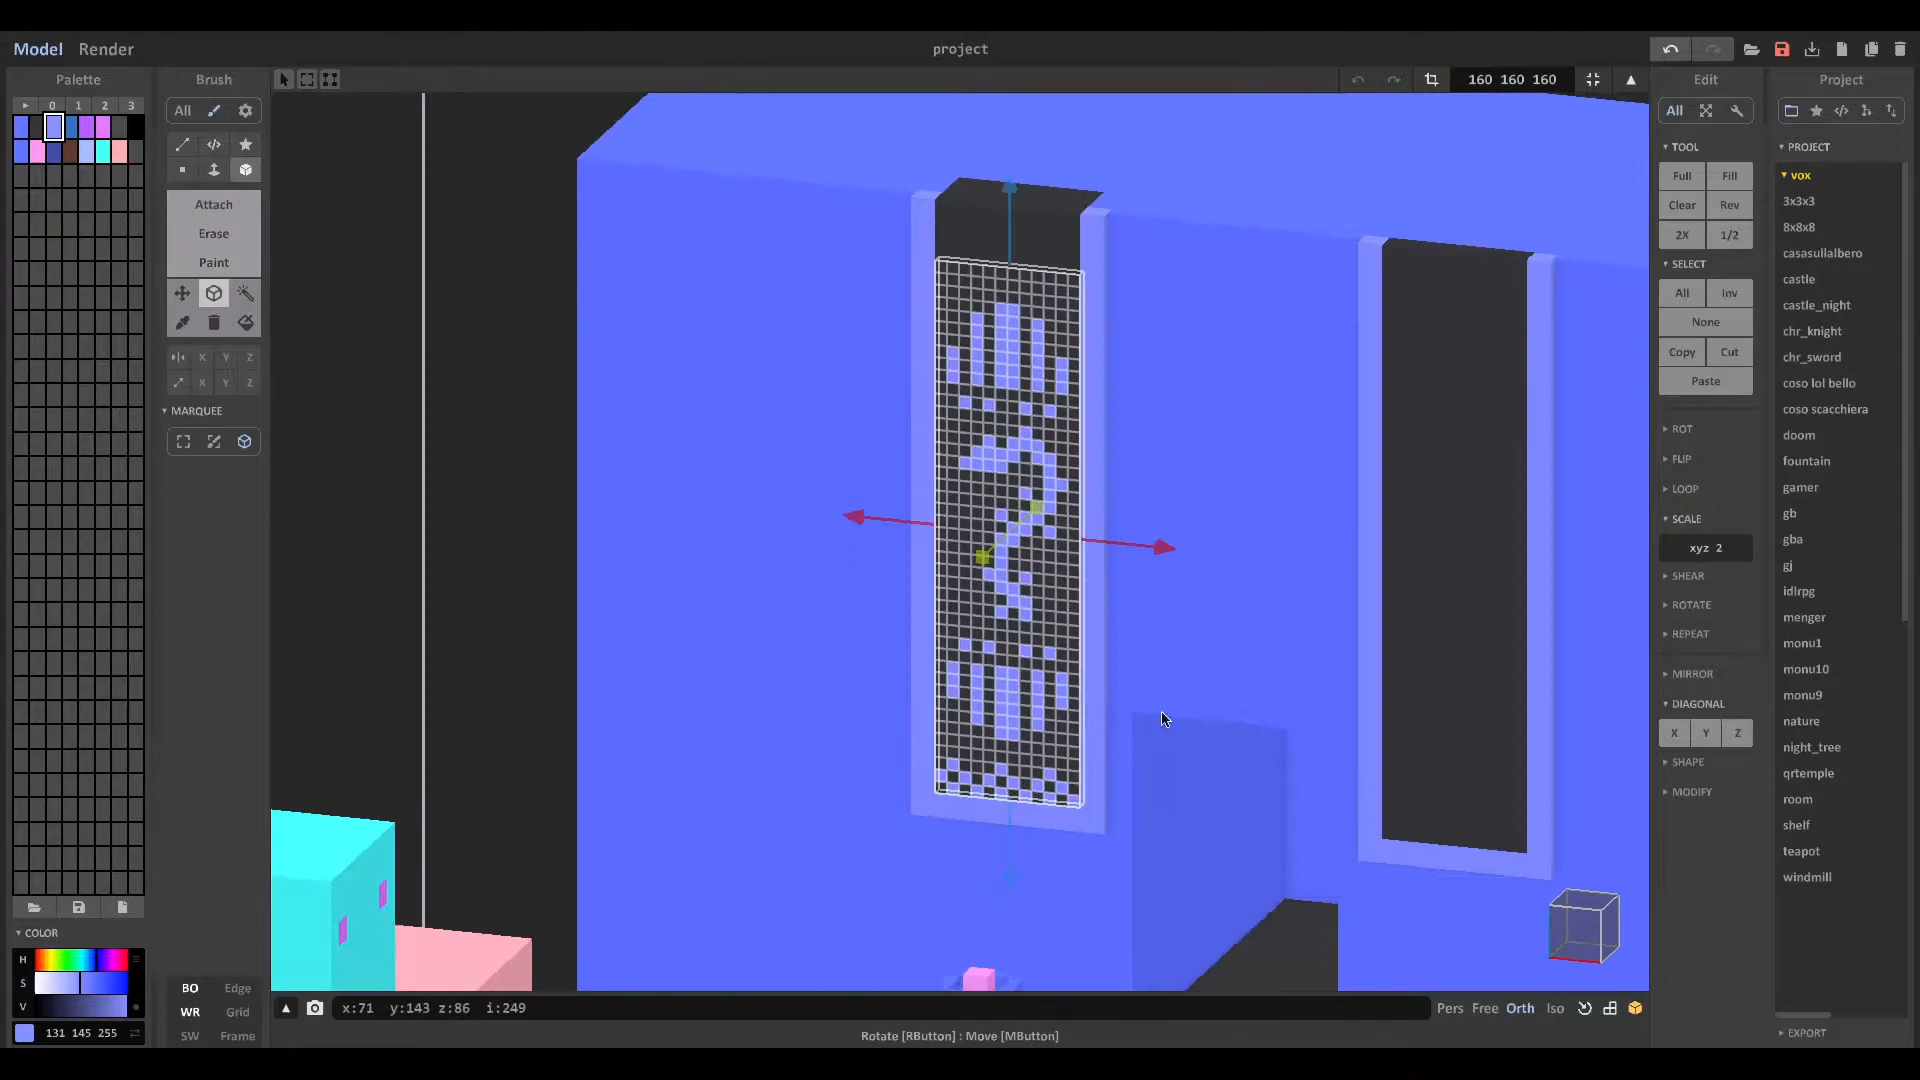 Model Render project
Palette Brush 160 160 160 Edit Project
0 1 2 3
All
All
TOOL
PROJECT
Full Fill
vox
Clear Rev
3x3x3
2X 1/2
8x8x8
Attach
Erase
Paint
SELECT
casasullalbero
castle
All Inv
castle_night
None
chr_knight
Copy Cut
chr_sword
Paste
coso lol bello
coso scacchiera
X Y Z
X Y Z
MARQUEE
ROT
doom
FLIP
fountain
LOOP
gamer
SCALE
gb
xyz 2
gba
SHEAR
gj
ROTATE
idlrpg
REPEAT
menger
monu1
MIRROR
monu10
DIAGONAL
monu9
X Y Z
nature
SHAPE
night_tree
MODIFY
qrtemple
room
shelf
teapot
windmill
COLOR
H
S
V
131 145 255
BO Edge
WR Grid
SW Frame
x:71 y:143 z:86 i:249
Pers Free Orth Iso
Rotate [RButton] : Move [MButton]
EXPORT